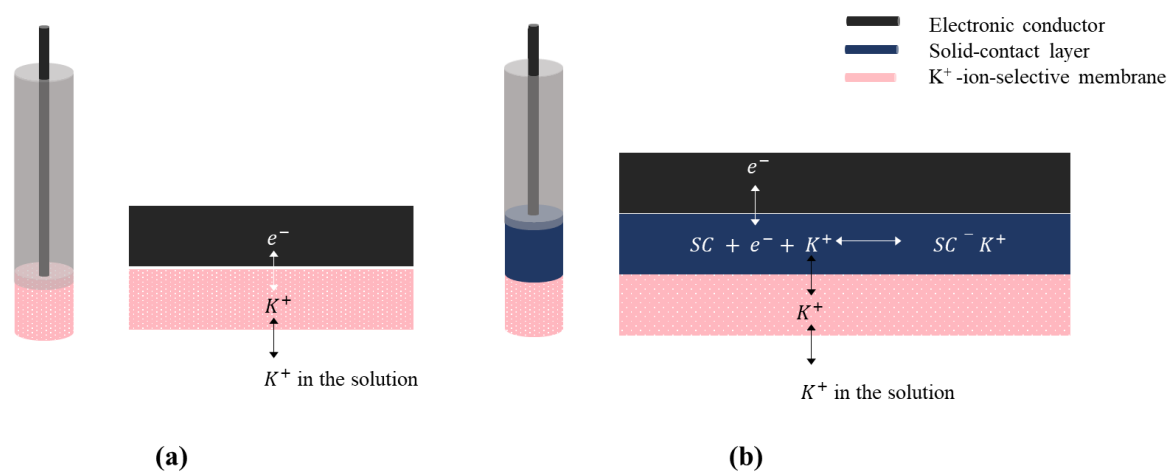 Electronic conductor
Solid-contact layer
K⁺-ion-selective membrane
e⁻
K⁺
K⁺ in the solution
e⁻
SC + e⁻ + K⁺ SC⁻ K⁺
K⁺
K⁺ in the solution
(a)
(b)